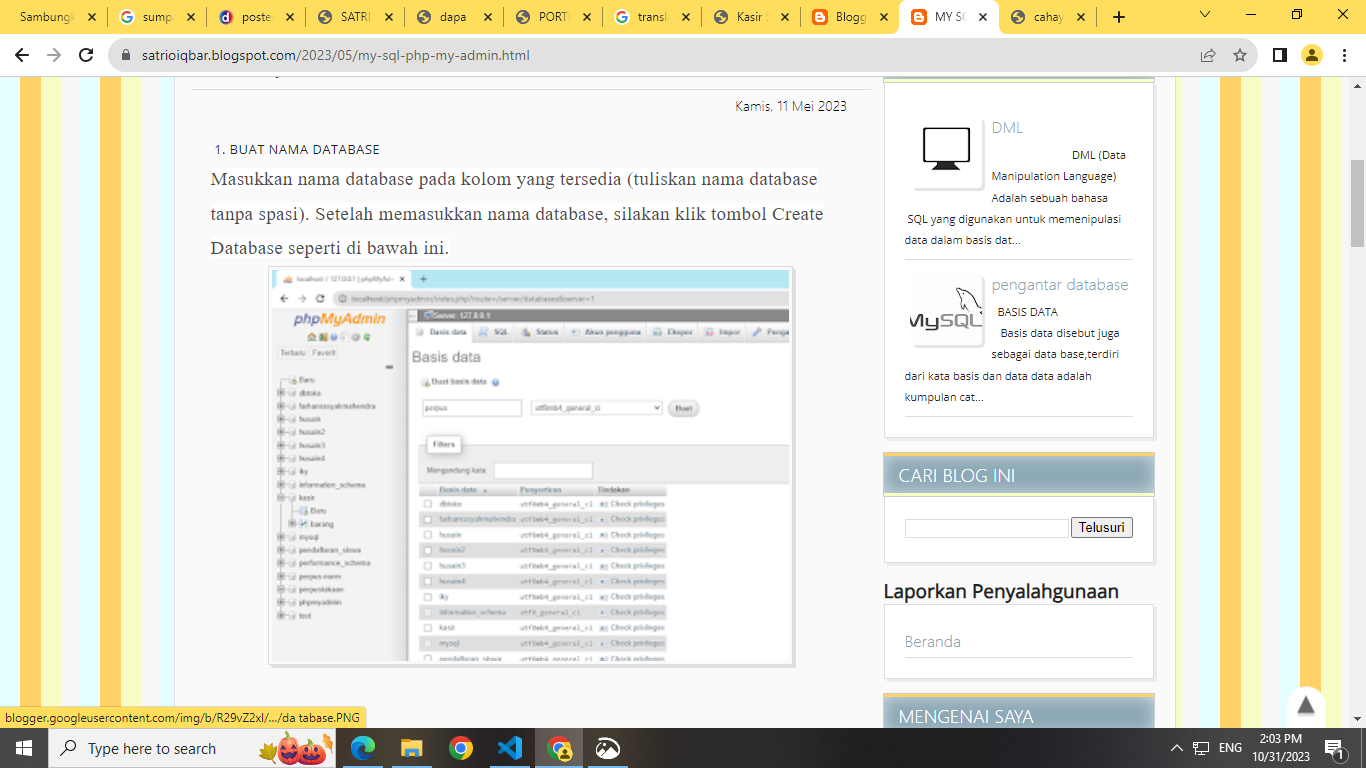 Sambungk
sump
poste
SATRI
dapa
PORT
transl
Kasir
Blogg
MY SQ
cahay
satrioiqbar.blogspot.com/2023/05/my-sql-php-my-admin.html
Kamis, 11 Mei 2023
1. BUAT NAMA DATABASE
Masukkan nama database pada kolom yang tersedia (tuliskan nama database
tanpa spasi). Setelah memasukkan nama database, silakan klik tombol Create
Database seperti di bawah ini.
localhost / 127.0.0.1 | phpMyAd
localhost/phpmyadmin/index.php?route=/server/databases&server=1
phpMyAdmin
Terbaru Favorit
Baru
dbtoko
farhanrasyahmahendra
husain
husain2
husain3
husain4
iky
information_schema
kasir
Baru
barang
mysql
pendaftaran_siswa
performance_schema
perpus-norm
perpustakaan
phpmyadmin
test
Server: 127.0.0.1
Basis data SQL Status Akun pengguna Ekspor Impor Penga
Basis data
Buat basis data
perpus utf8mb4_general_ci Buat
Filters
Mengandung kata:
Basis data Penyortiran Tindakan
dbtoko utf8mb4_general_ci Check privileges
farhanrasyahmahendra utf8mb4_general_ci Check privileges
husain utf8mb4_general_ci Check privileges
husain2 utf8mb4_general_ci Check privileges
husain3 utf8mb4_general_ci Check privileges
husain4 utf8mb4_general_ci Check privileges
iky utf8mb4_general_ci Check privileges
information_schema utf8_general_ci Check privileges
kasir utf8mb4_general_ci Check privileges
mysql utf8mb4_general_ci Check privileges
pendaftaran_siswa utf8mb4_general_ci Check privileges
DML
DML (Data
Manipulation Language)
Adalah sebuah bahasa
SQL yang digunakan untuk memenipulasi
data dalam basis dat...
MySQL
pengantar database
BASIS DATA
Basis data disebut juga
sebagai data base,terdiri
dari kata basis dan data data adalah
kumpulan cat...
CARI BLOG INI
Telusuri
Laporkan Penyalahgunaan
Beranda
MENGENAI SAYA
blogger.googleusercontent.com/img/b/R29vZ2xl/.../da tabase.PNG
Type here to search
ENG
2:03 PM
10/31/2023
1